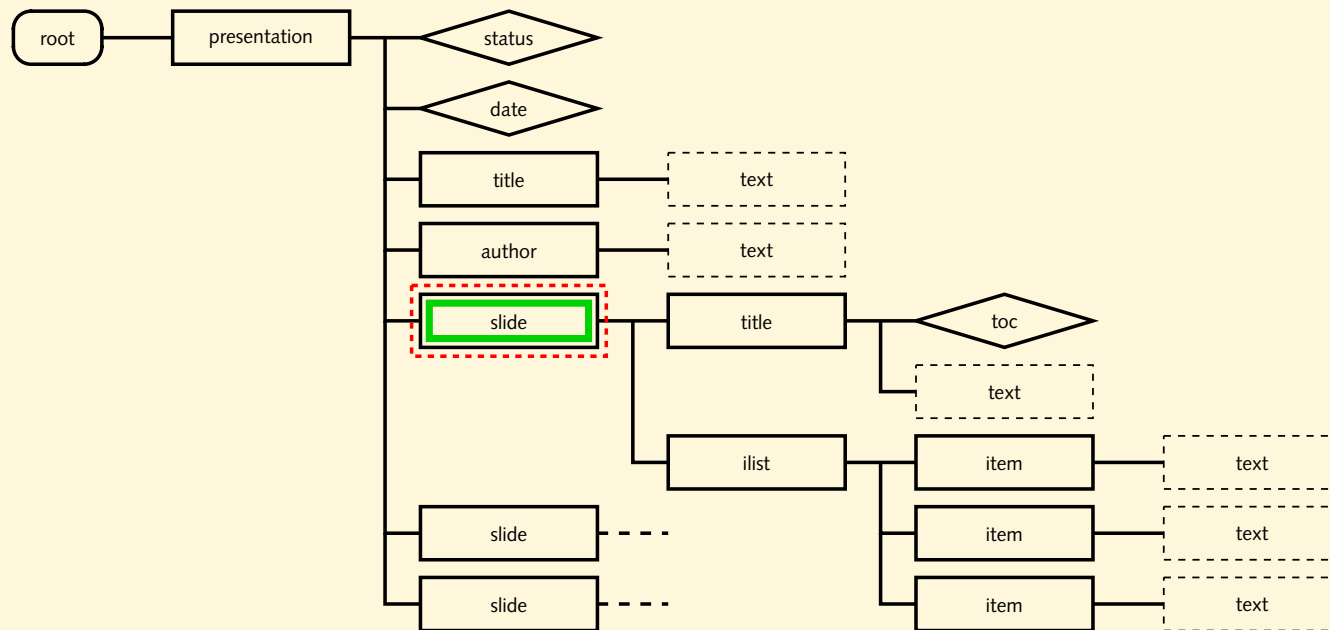 root
presentation
status
date
title
text
author
text
slide
title
toc
text
ilist
item
text
slide
item
text
slide
item
text